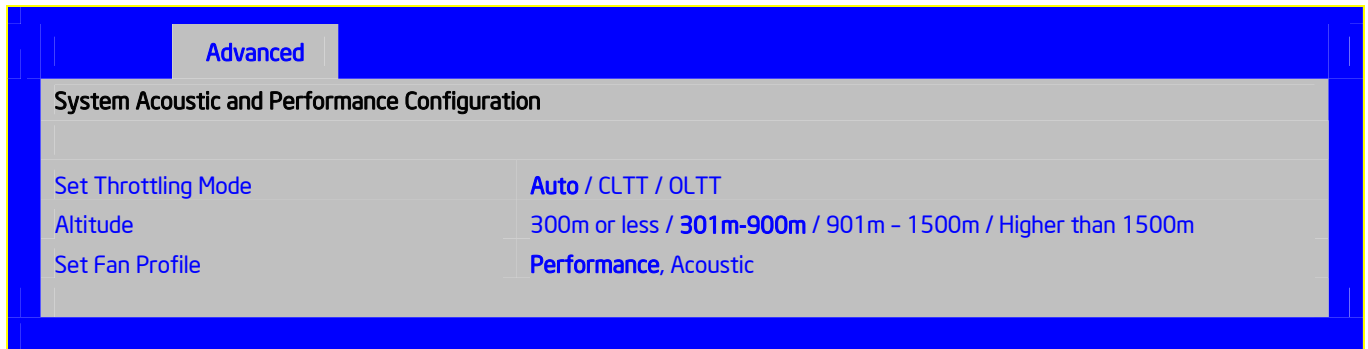 Advanced
System Acoustic and Performance Configuration
Set Throttling Mode Auto / CLTT / OLTT
Altitude 300m or less / 301m-900m / 901m – 1500m / Higher than 1500m
Set Fan Profile Performance, Acoustic